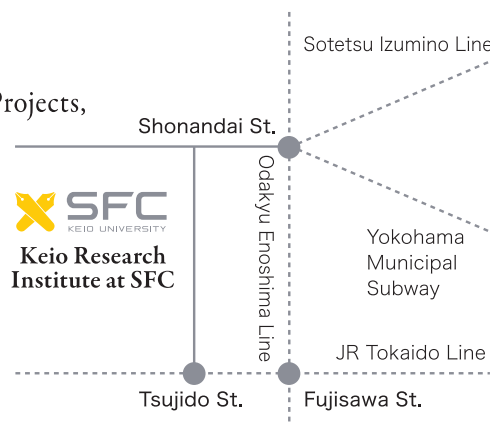 Sotetsu Izumino Line
Projects,
Shonandai St.
Odakyu Enoshima Line
SFC
KEIO UNIVERSITY
Keio Research
Institute at SFC
Yokohama
Municipal
Subway
JR Tokaido Line
Tsujido St.
Fujisawa St.